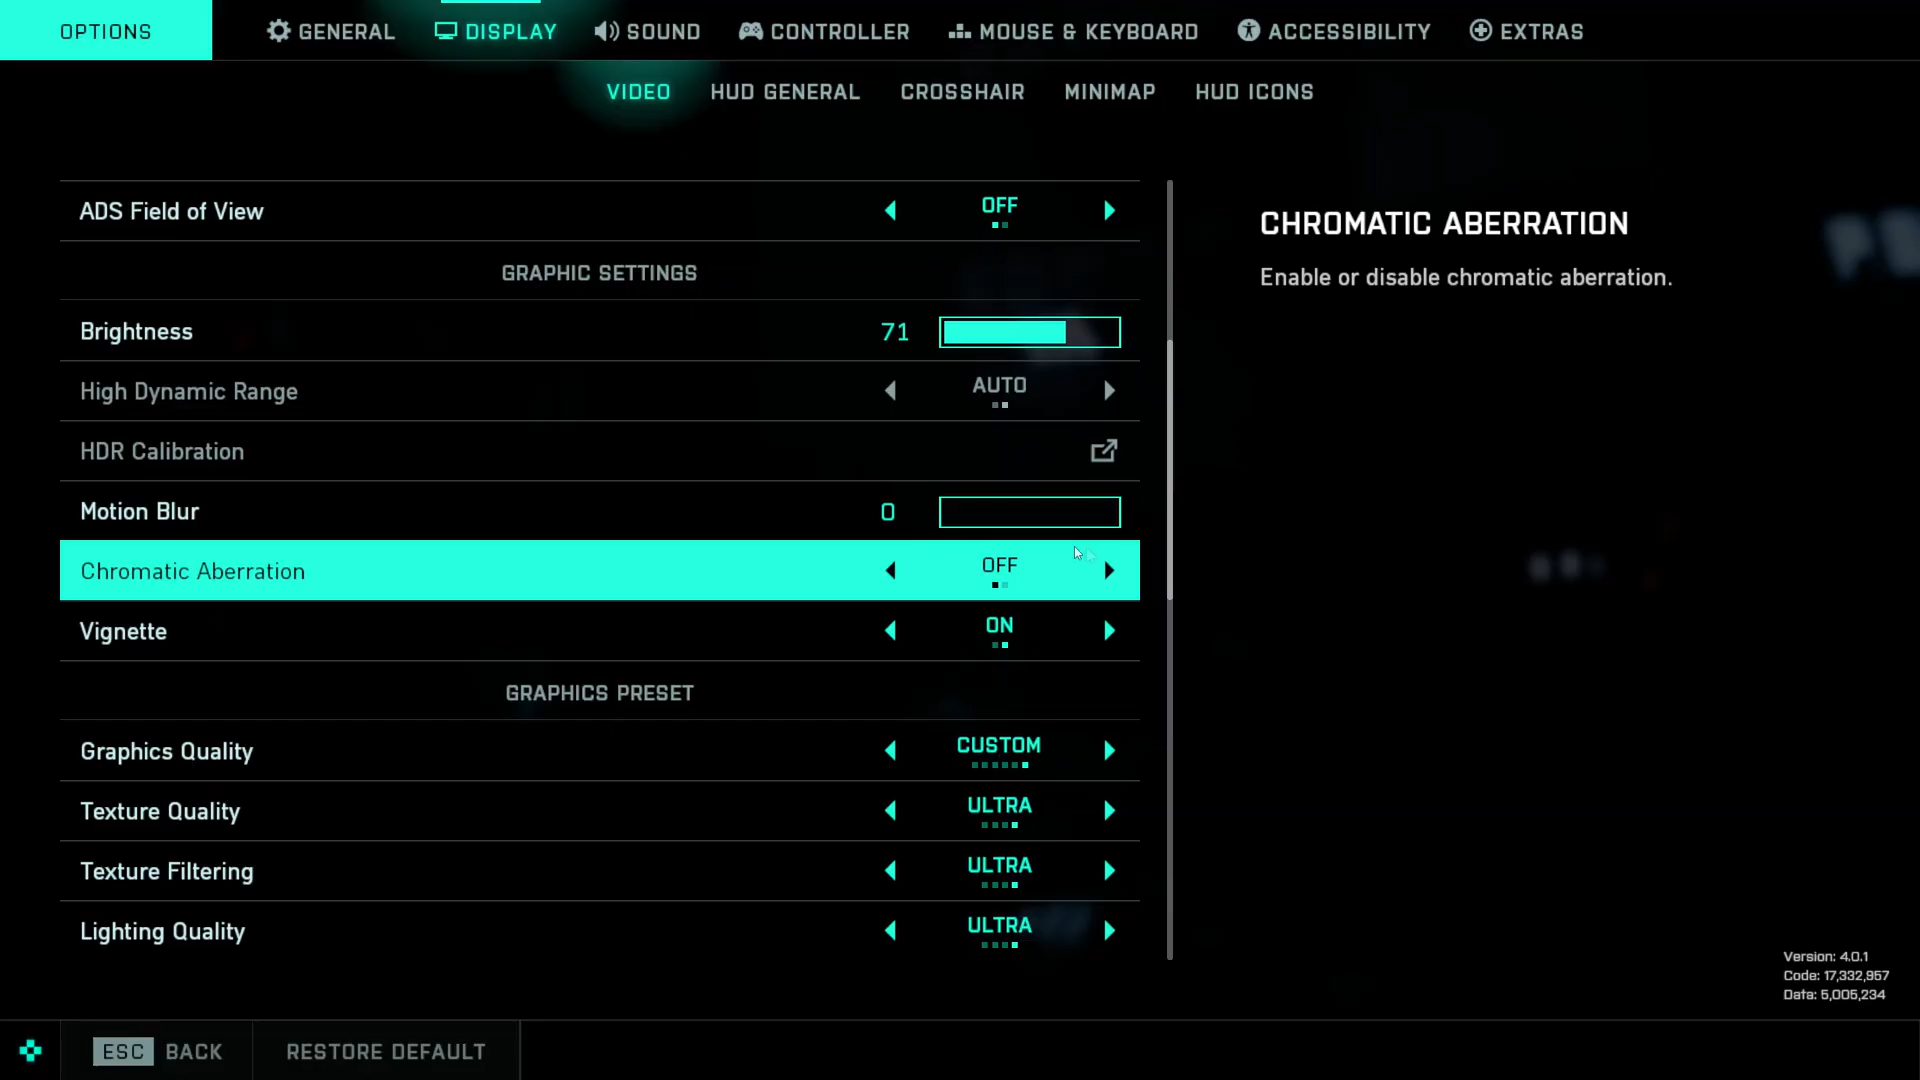 OPTIONS
GENERAL
DISPLAY
SOUND
CONTROLLER
MOUSE & KEYBOARD
ACCESSIBILITY
EXTRAS
VIDEO
HUD GENERAL
CROSSHAIR
MINIMAP
HUD ICONS
ADS Field of View
OFF
GRAPHIC SETTINGS
Brightness
71
High Dynamic Range
AUTO
HDR Calibration
Motion Blur
0
Chromatic Aberration
OFF
Vignette
ON
GRAPHICS PRESET
Graphics Quality
CUSTOM
Texture Quality
ULTRA
Texture Filtering
ULTRA
Lighting Quality
ULTRA
CHROMATIC ABERRATION
Enable or disable chromatic aberration.
Version: 4.0.1
Code: 17,332,957
Data: 5,005,234
ESC BACK
RESTORE DEFAULT